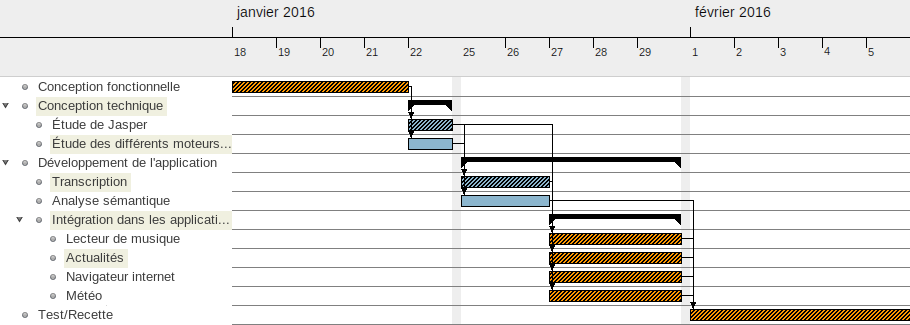 janvier 2016 février 2016
18 19 20 21 22 25 26 27 28 29 1 2 3 4 5
Conception fonctionnelle
Conception technique
Étude de Jasper
Étude des différents moteurs...
Développement de l'application
Transcription
Analyse sémantique
Intégration dans les applicati...
Lecteur de musique
Actualités
Navigateur internet
Météo
Test/Recette